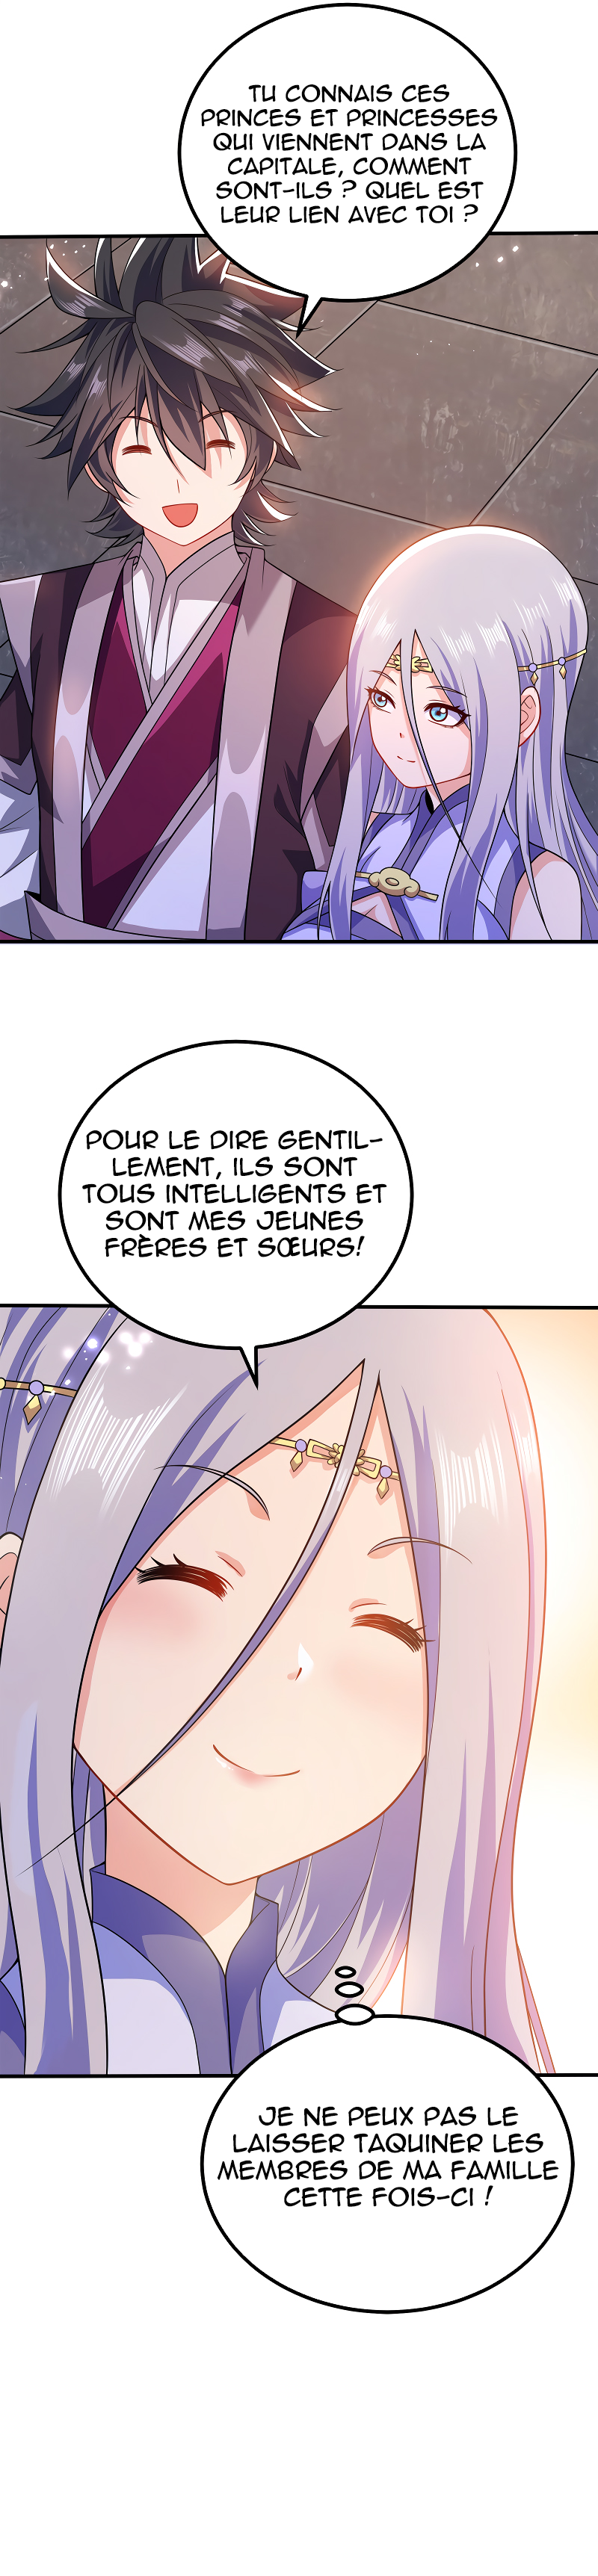 TU CONNAIS CES
PRINCES ET PRINCESSES
QUI VIENNENT DANS LA
CAPITALE, COMMENT
SONT-ILS ? QUEL EST
LEUR LIEN AVEC TOI ?
POUR LE DIRE GENTIL-
LEMENT, ILS SONT
TOUS INTELLIGENTS ET
SONT MES JEUNES
FRÈRES ET SŒURS!
JE NE PEUX PAS LE
LAISSER TAQUINER LES
MEMBRES DE MA FAMILLE
CETTE FOIS-CI !